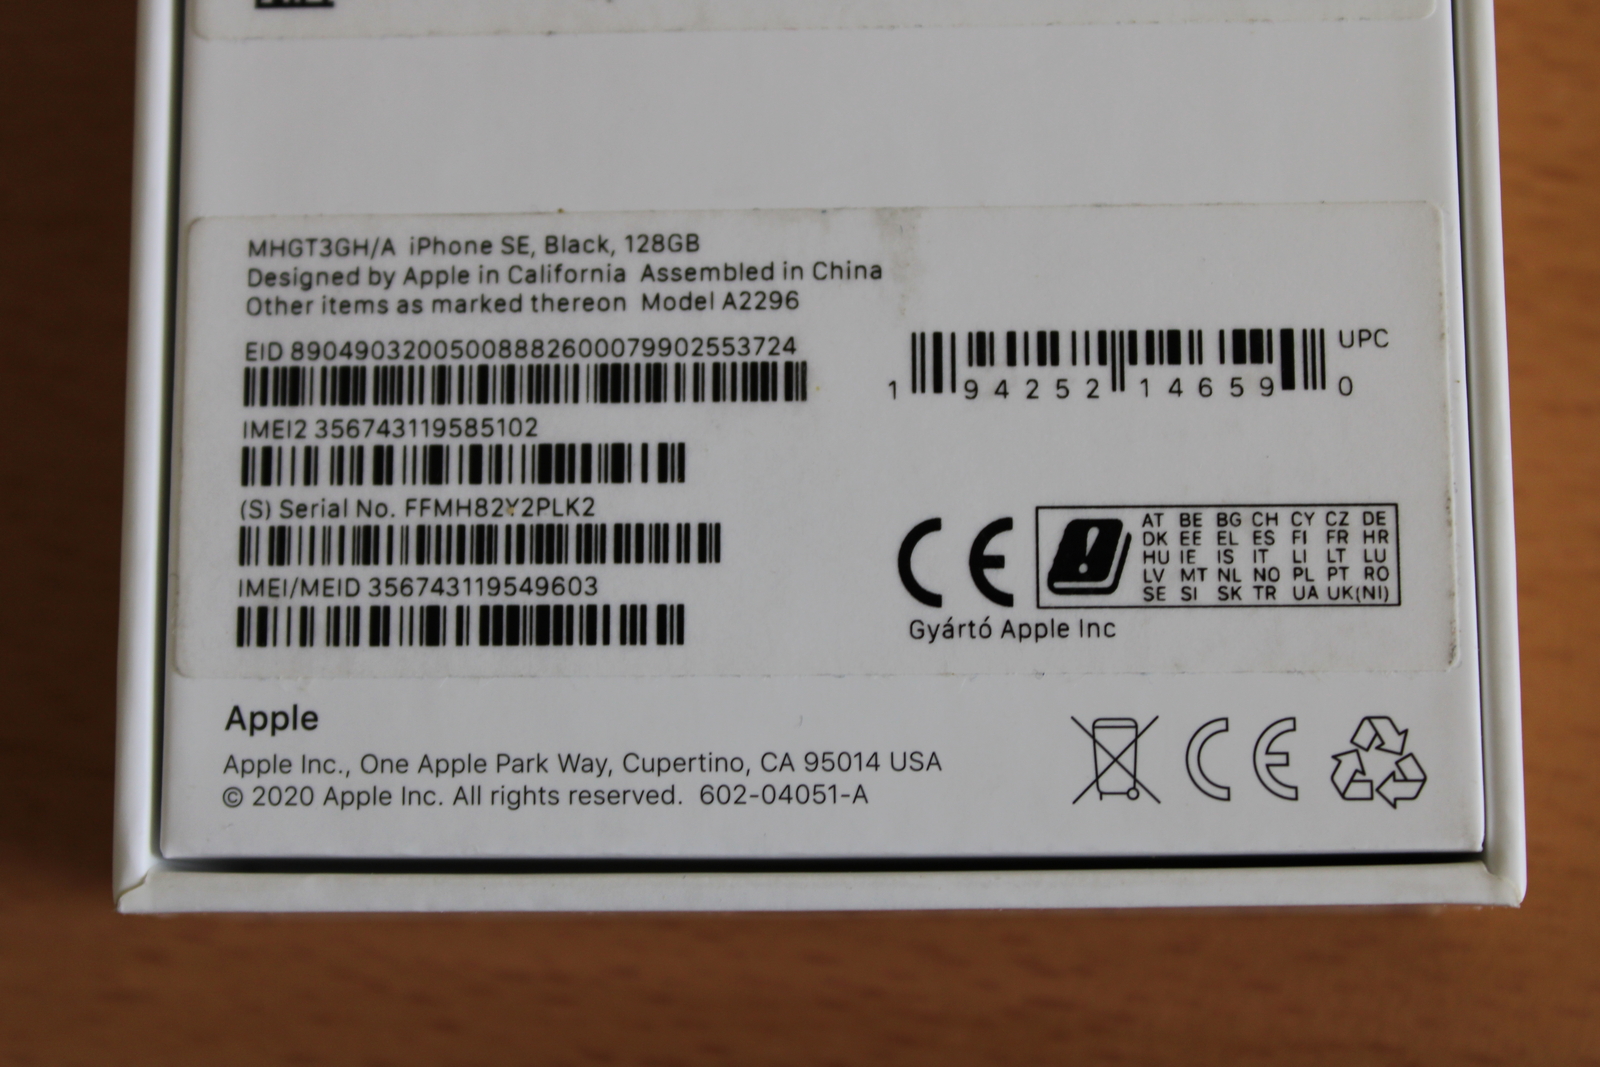 MHGT3GH/A iPhone SE, Black, 128GB
Designed by Apple in California Assembled in China
Other items as marked thereon Model A2296
EID 89049032005008882600079902553724
IMEI2 356743119585102
(S) Serial No. FFMH82Y2PLK2
IMEI/MEID 356743119549603
UPC
1 94252 14659 0
AT BE BG CH CY CZ DE
DK EE EL ES FI FR HR
HU IE IS IT LI LT LU
LV MT NL NO PL PT RO
SE SI SK TR UA UK(NI)
CE
Gyártó Apple Inc
Apple
Apple Inc., One Apple Park Way, Cupertino, CA 95014 USA
© 2020 Apple Inc. All rights reserved. 602-04051-A
CE